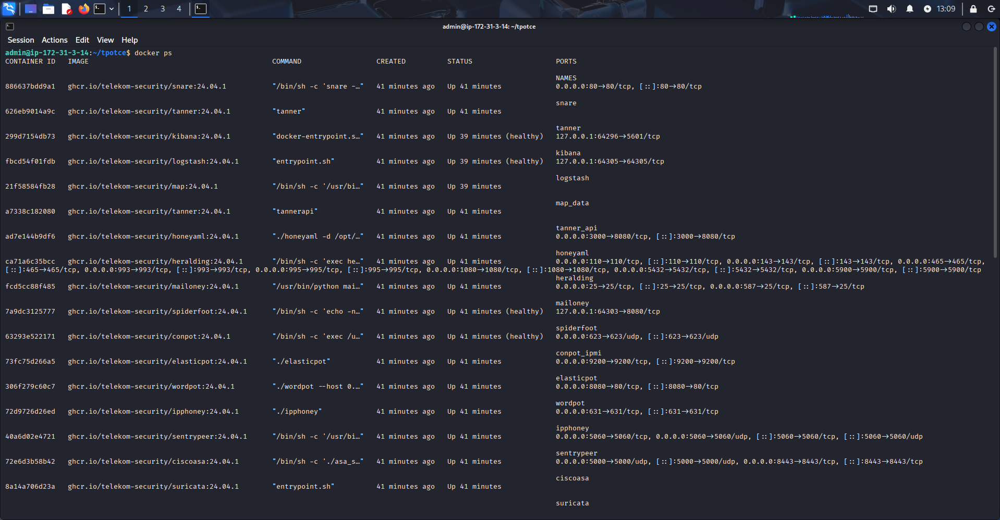 1 2 3 4 13:09
admin@ip-172-31-3-14: ~/tpotce
Session Actions Edit View Help
admin@ip-172-31-3-14:~/tpotce$ docker ps
CONTAINER ID IMAGE COMMAND CREATED STATUS PORTS
NAMES
886637bdd9a1 ghcr.io/telekom-security/snare:24.04.1 "/bin/sh -c 'snare -…" 41 minutes ago Up 41 minutes 0.0.0.0:80->80/tcp, [::]:80->80/tcp
snare
626eb9014a9c ghcr.io/telekom-security/tanner:24.04.1 "tanner" 41 minutes ago Up 41 minutes
tanner
299d7154db73 ghcr.io/telekom-security/kibana:24.04.1 "docker-entrypoint.s…" 41 minutes ago Up 39 minutes (healthy) 127.0.0.1:64296->5601/tcp
kibana
fbcd54f01fdb ghcr.io/telekom-security/logstash:24.04.1 "entrypoint.sh" 41 minutes ago Up 39 minutes (healthy) 127.0.0.1:64305->64305/tcp
logstash
21f58584fb28 ghcr.io/telekom-security/map:24.04.1 "/bin/sh -c '/usr/bi…" 41 minutes ago Up 39 minutes
map_data
a7338c182080 ghcr.io/telekom-security/tanner:24.04.1 "tannerapi" 41 minutes ago Up 41 minutes
tanner_api
ad7e144b9df6 ghcr.io/telekom-security/honeyaml:24.04.1 "./honeyaml -d /opt/…" 41 minutes ago Up 41 minutes 0.0.0.0:3000->8080/tcp, [::]:3000->8080/tcp
honeyaml
ca71a6c35bcc ghcr.io/telekom-security/heralding:24.04.1 "/bin/sh -c 'exec he…" 41 minutes ago Up 41 minutes 0.0.0.0:110->110/tcp, [::]:110->110/tcp, 0.0.0.0:143->143/tcp, [::]:143->143/tcp, 0.0.0.0:465->465/tcp,
[::]:465->465/tcp, 0.0.0.0:993->993/tcp, [::]:993->993/tcp, 0.0.0.0:995->995/tcp, [::]:995->995/tcp, 0.0.0.0:1080->1080/tcp, [::]:1080->1080/tcp, 0.0.0.0:5432->5432/tcp, [::]:5432->5432/tcp, 0.0.0.0:5900->5900/tcp, [::]:5900->5900/tcp
heralding
fcd5cc88f485 ghcr.io/telekom-security/mailoney:24.04.1 "/usr/bin/python mai…" 41 minutes ago Up 41 minutes 0.0.0.0:25->25/tcp, [::]:25->25/tcp, 0.0.0.0:587->25/tcp, [::]:587->25/tcp
mailoney
7a9dc3125777 ghcr.io/telekom-security/spiderfoot:24.04.1 "/bin/sh -c 'echo -n…" 41 minutes ago Up 41 minutes (healthy) 127.0.0.1:64303->8080/tcp
spiderfoot
63293e522171 ghcr.io/telekom-security/conpot:24.04.1 "/bin/sh -c 'exec /u…" 41 minutes ago Up 41 minutes (healthy) 0.0.0.0:623->623/udp, [::]:623->623/udp
conpot_ipmi
73fc75d266a5 ghcr.io/telekom-security/elasticpot:24.04.1 "./elasticpot" 41 minutes ago Up 41 minutes 0.0.0.0:9200->9200/tcp, [::]:9200->9200/tcp
elasticpot
306f279c60c7 ghcr.io/telekom-security/wordpot:24.04.1 "./wordpot --host 0.…" 41 minutes ago Up 41 minutes 0.0.0.0:8080->80/tcp, [::]:8080->80/tcp
wordpot
72d9726d26ed ghcr.io/telekom-security/ipphoney:24.04.1 "./ipphoney" 41 minutes ago Up 41 minutes 0.0.0.0:631->631/tcp, [::]:631->631/tcp
ipphoney
40a6d02e4721 ghcr.io/telekom-security/sentrypeer:24.04.1 "/bin/sh -c '/usr/bi…" 41 minutes ago Up 41 minutes 0.0.0.0:5060->5060/tcp, 0.0.0.0:5060->5060/udp, [::]:5060->5060/tcp, [::]:5060->5060/udp
sentrypeer
72e6d3b58b42 ghcr.io/telekom-security/ciscoasa:24.04.1 "/bin/sh -c './asa_s…" 41 minutes ago Up 41 minutes 0.0.0.0:5000->5000/udp, [::]:5000->5000/udp, 0.0.0.0:8443->8443/tcp, [::]:8443->8443/tcp
ciscoasa
8a14a706d23a ghcr.io/telekom-security/suricata:24.04.1 "entrypoint.sh" 41 minutes ago Up 41 minutes
suricata